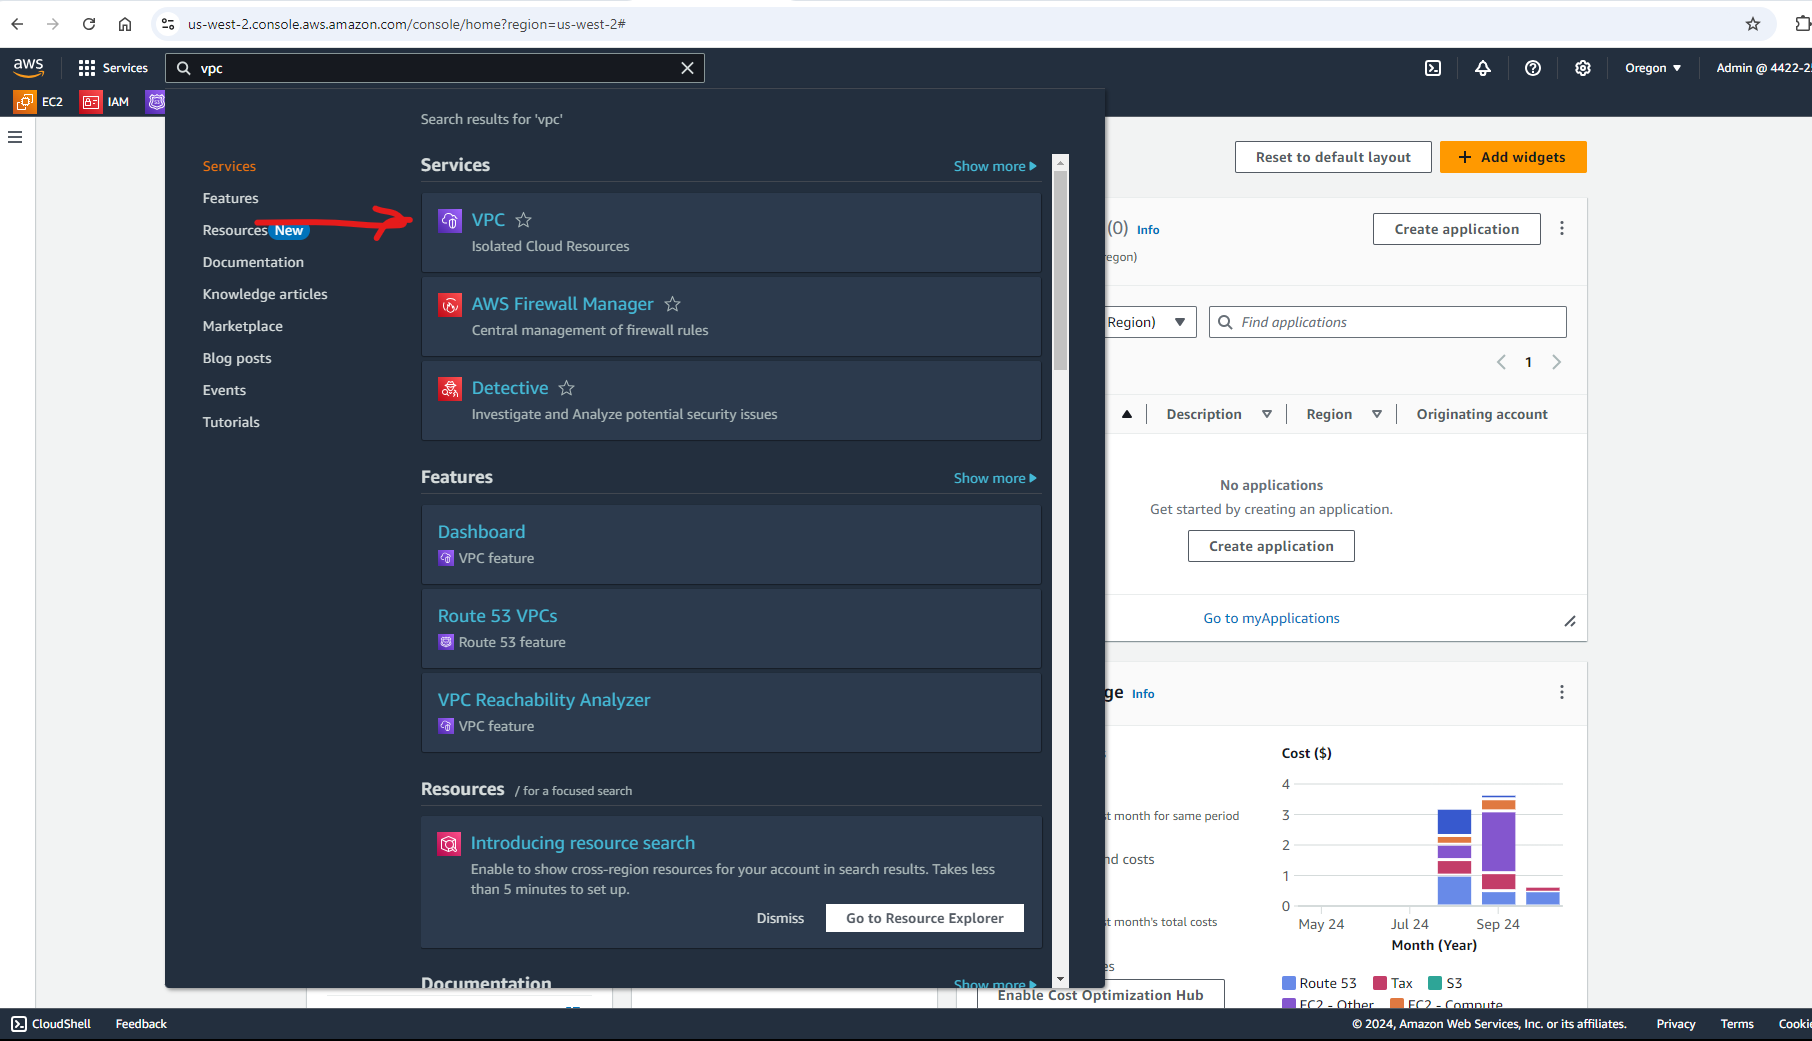 us-west-2.console.aws.amazon.com/console/home?region=us-west-2#
aws
Services
vpc
Oregon
Admin @ 4422-25
EC2
IAM
Search results for 'vpc'
Services
Features
Resources New
Documentation
Knowledge articles
Marketplace
Blog posts
Events
Tutorials
Services
Show more
VPC
Isolated Cloud Resources
AWS Firewall Manager
Central management of firewall rules
Detective
Investigate and Analyze potential security issues
Features
Show more
Dashboard
VPC feature
Route 53 VPCs
Route 53 feature
VPC Reachability Analyzer
VPC feature
Resources / for a focused search
Introducing resource search
Enable to show cross-region resources for your account in search results. Takes less
than 5 minutes to set up.
Dismiss
Go to Resource Explorer
Documentation
Show more
Reset to default layout
+ Add widgets
(0) Info
Create application
egon)
Region)
Find applications
1
Description
Region
Originating account
No applications
Get started by creating an application.
Create application
Go to myApplications
ge Info
t month for same period
nd costs
t month's total costs
es
Enable Cost Optimization Hub
Cost ($)
4
3
2
1
0
May 24 Jul 24 Sep 24
Month (Year)
Route 53 Tax S3
EC2 - Other EC2 - Compute
CloudShell
Feedback
© 2024, Amazon Web Services, Inc. or its affiliates.
Privacy
Terms
Cookie